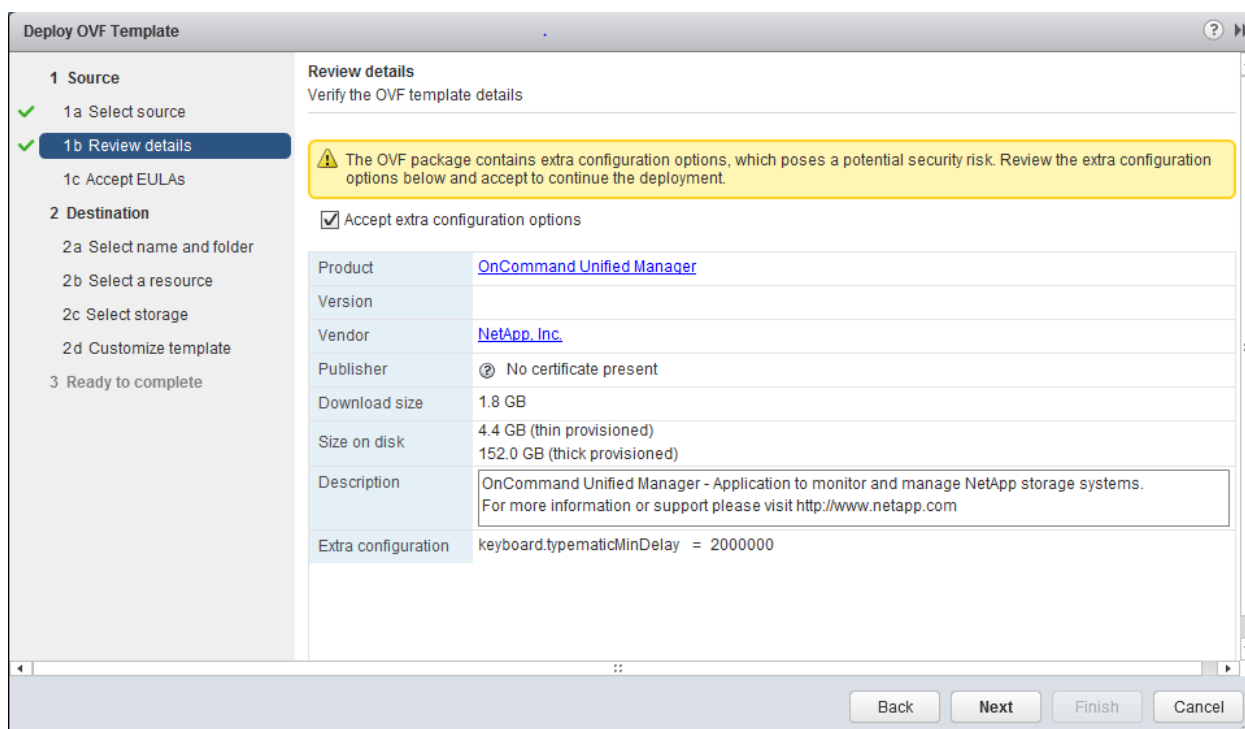 Deploy OVF Template
1 Source
1a Select source
1b Review details
1c Accept EULAs
2 Destination
2a Select name and folder
2b Select a resource
2c Select storage
2d Customize template
3 Ready to complete
Review details
Verify the OVF template details
The OVF package contains extra configuration options, which poses a potential security risk. Review the extra configuration
options below and accept to continue the deployment.
Accept extra configuration options
Product OnCommand Unified Manager
Version
Vendor NetApp, Inc.
Publisher ? No certificate present
Download size 1.8 GB
Size on disk 4.4 GB (thin provisioned)
152.0 GB (thick provisioned)
Description OnCommand Unified Manager - Application to monitor and manage NetApp storage systems.
For more information or support please visit http://www.netapp.com
Extra configuration keyboard.typematicMinDelay = 2000000
Back Next Finish Cancel